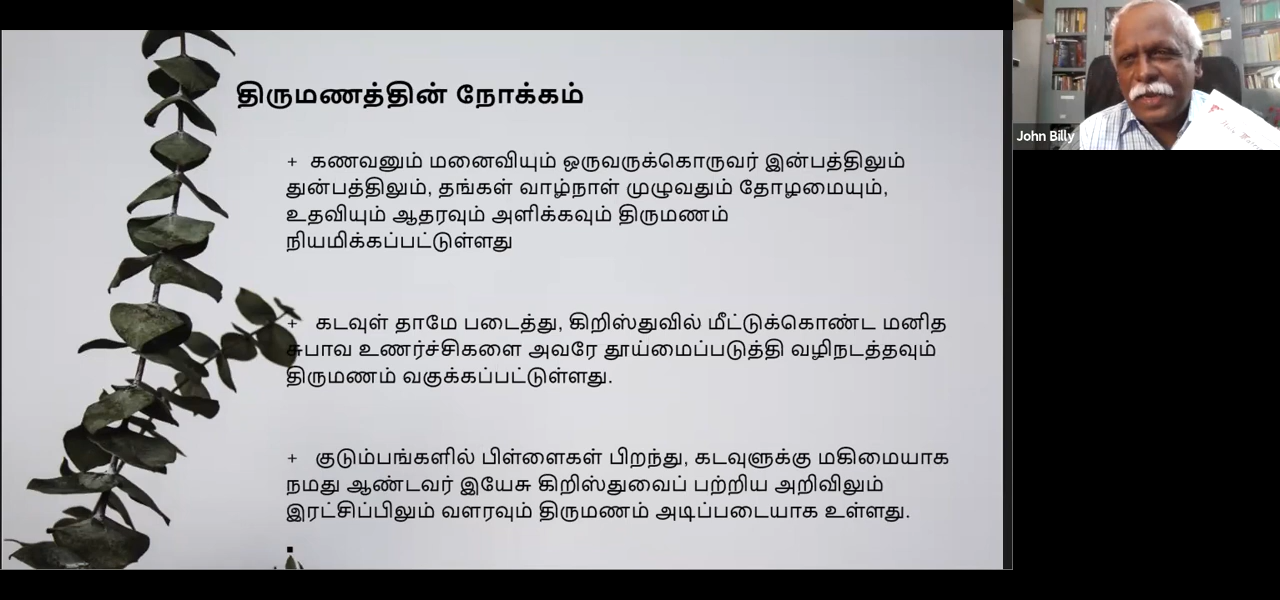 திருமணத்தின் நோக்கம்
+ கணவனும் மனைவியும் ஒருவருக்கொருவர் இன்பத்திலும்
துன்பத்திலும், தங்கள் வாழ்நாள் முழுவதும் தோழமையும்,
உதவியும் ஆதரவும் அளிக்கவும் திருமணம்
நியமிக்கப்பட்டுள்ளது
+ கடவுள் தாமே படைத்து, கிறிஸ்துவில் மீட்டுக்கொண்ட மனித
சுபாவ உணர்ச்சிகளை அவரே தூய்மைப்படுத்தி வழிநடத்தவும்
திருமணம் வகுக்கப்பட்டுள்ளது.
+ குடும்பங்களில் பிள்ளைகள் பிறந்து, கடவுளுக்கு மகிமையாக
நமது ஆண்டவர் இயேசு கிறிஸ்துவைப் பற்றிய அறிவிலும்
இரட்சிப்பிலும் வளரவும் திருமணம் அடிப்படையாக உள்ளது.
John Billy